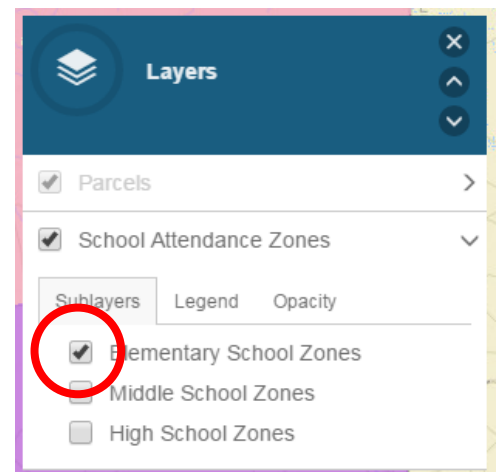 Layers
Parcels
School Attendance Zones
Sublayers Legend Opacity
Elementary School Zones
Middle School Zones
High School Zones